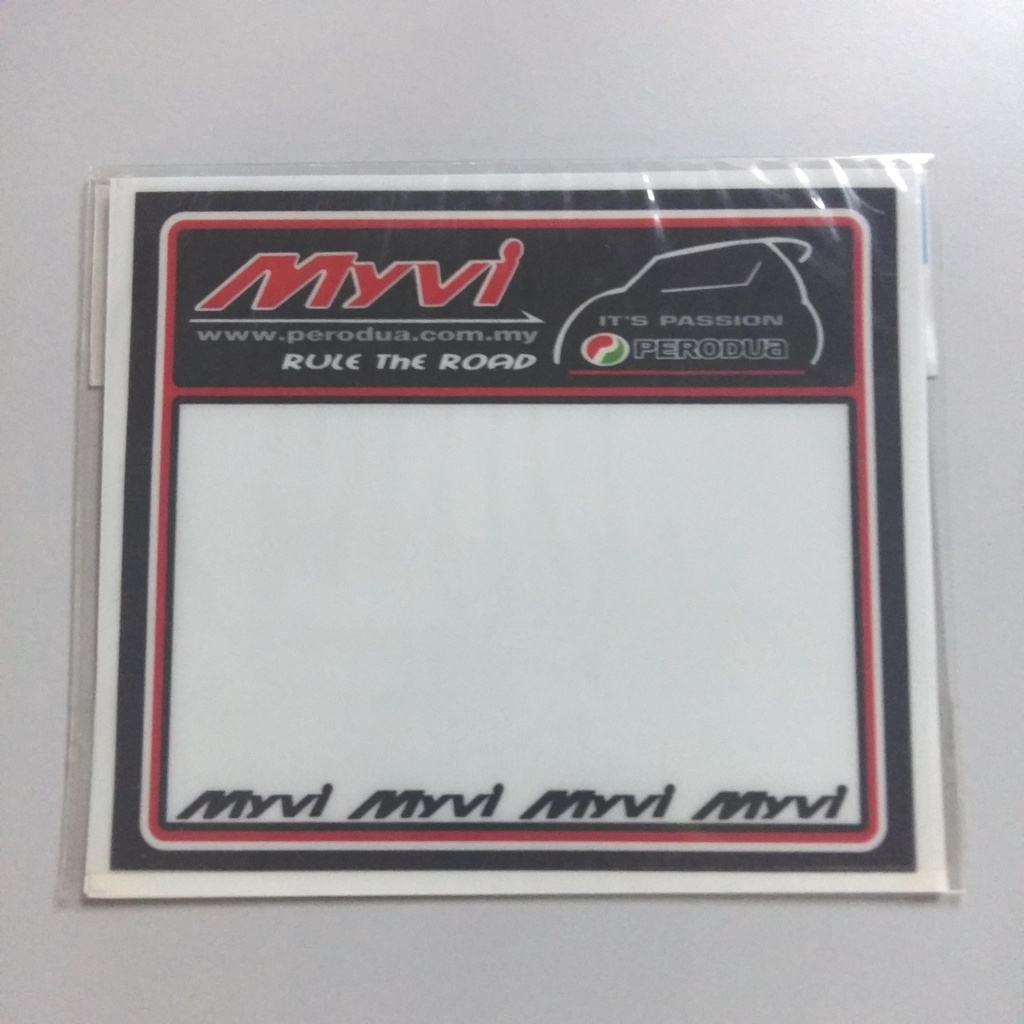 Myvi
www.perodua.com.my
RULE THE ROAD
IT'S PASSION
PERODUA
Myvi Myvi Myvi Myvi